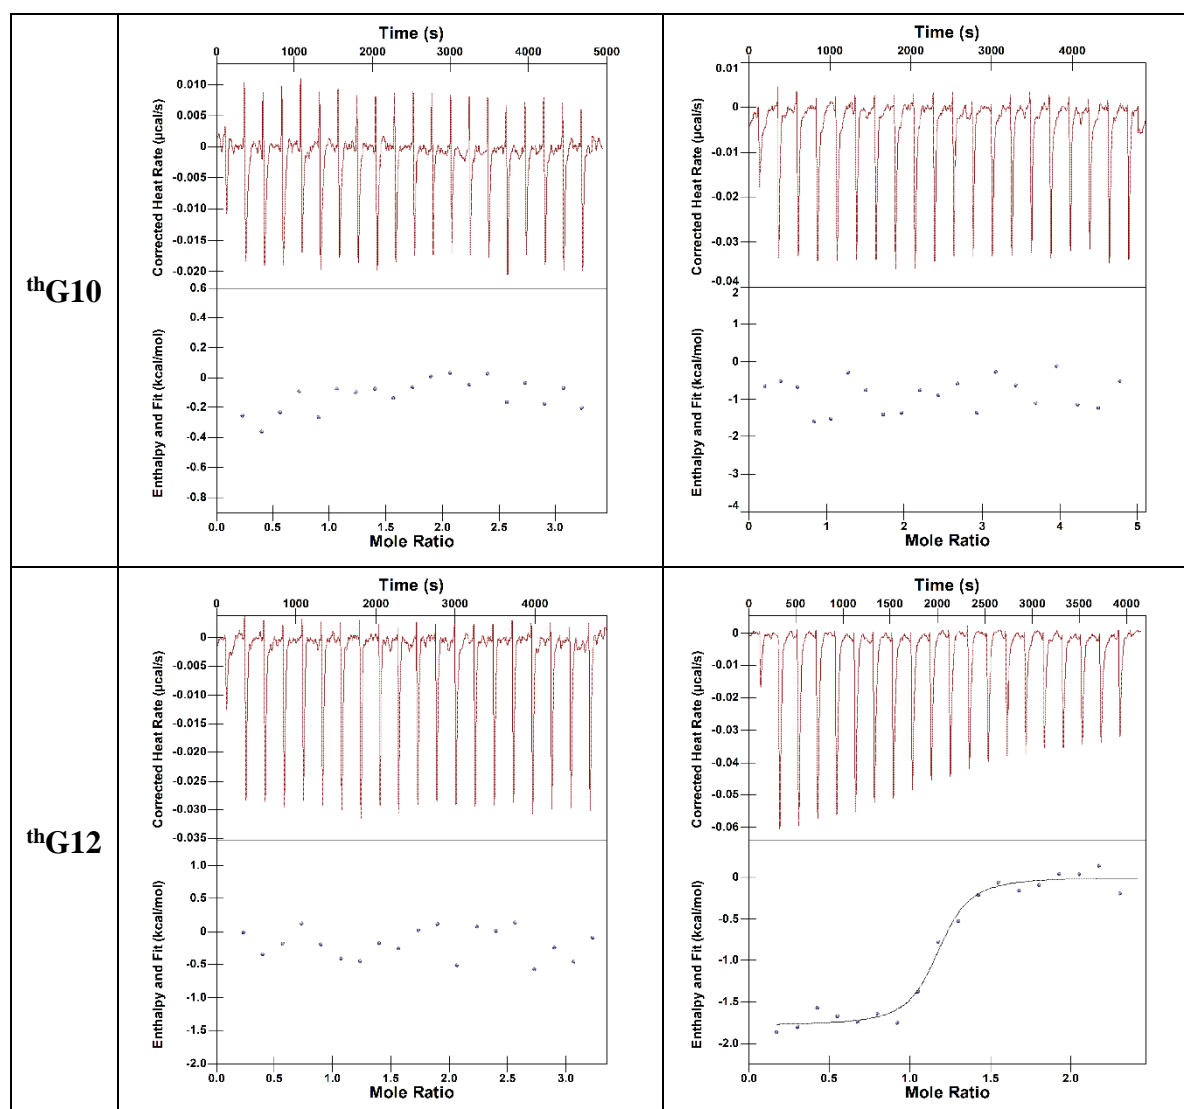 thG10
Time (s)
0 1000 2000 3000 4000 5000
Corrected Heat Rate (µcal/s)
0.010
0.005
0
-0.005
-0.010
-0.015
-0.020
Enthalpy and Fit (kcal/mol)
0.6
0.4
0.2
0
-0.2
-0.4
-0.6
-0.8
0.0 0.5 1.0 1.5 2.0 2.5 3.0
Mole Ratio
Time (s)
0 1000 2000 3000 4000
Corrected Heat Rate (µcal/s)
0.01
0
-0.01
-0.02
-0.03
-0.04
Enthalpy and Fit (kcal/mol)
2
1
0
-1
-2
-3
-4
0 1 2 3 4 5
Mole Ratio
thG12
Time (s)
0 1000 2000 3000 4000
Corrected Heat Rate (µcal/s)
0
-0.005
-0.010
-0.015
-0.020
-0.025
-0.030
-0.035
Enthalpy and Fit (kcal/mol)
1.0
0.5
0
-0.5
-1.0
-1.5
-2.0
0.0 0.5 1.0 1.5 2.0 2.5 3.0
Mole Ratio
Time (s)
0 500 1000 1500 2000 2500 3000 3500 4000
Corrected Heat Rate (µcal/s)
0
-0.01
-0.02
-0.03
-0.04
-0.05
-0.06
Enthalpy and Fit (kcal/mol)
0
-0.5
-1.0
-1.5
-2.0
0.0 0.5 1.0 1.5 2.0
Mole Ratio